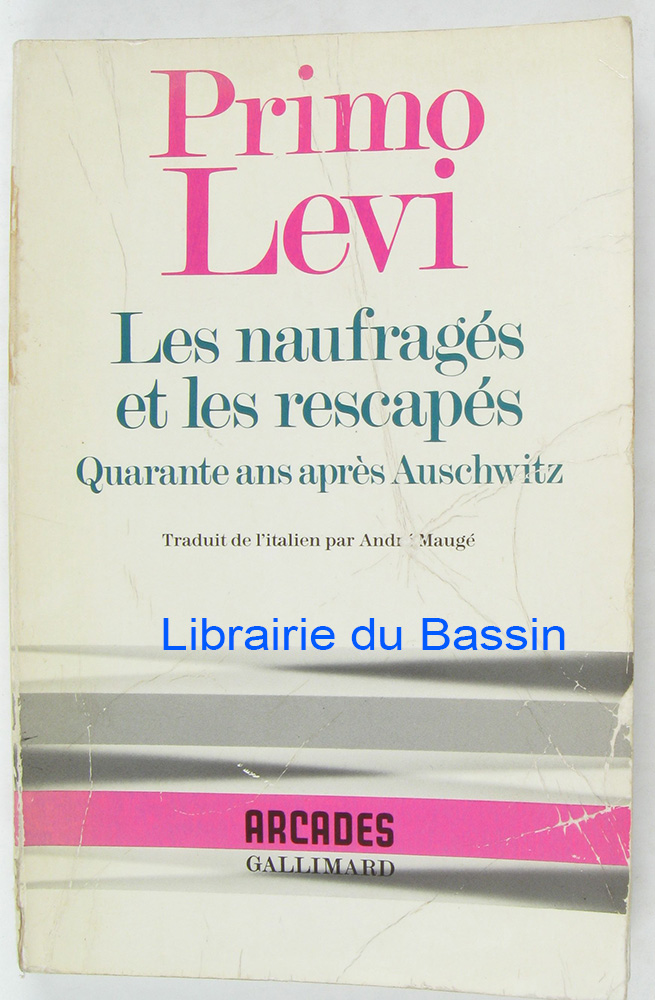 Primo
Levi
Les naufragés
et les rescapés
Quarante ans après Auschwitz
Traduit de l'italien par André Maugé
Librairie du Bassin
ARCADES
GALLIMARD